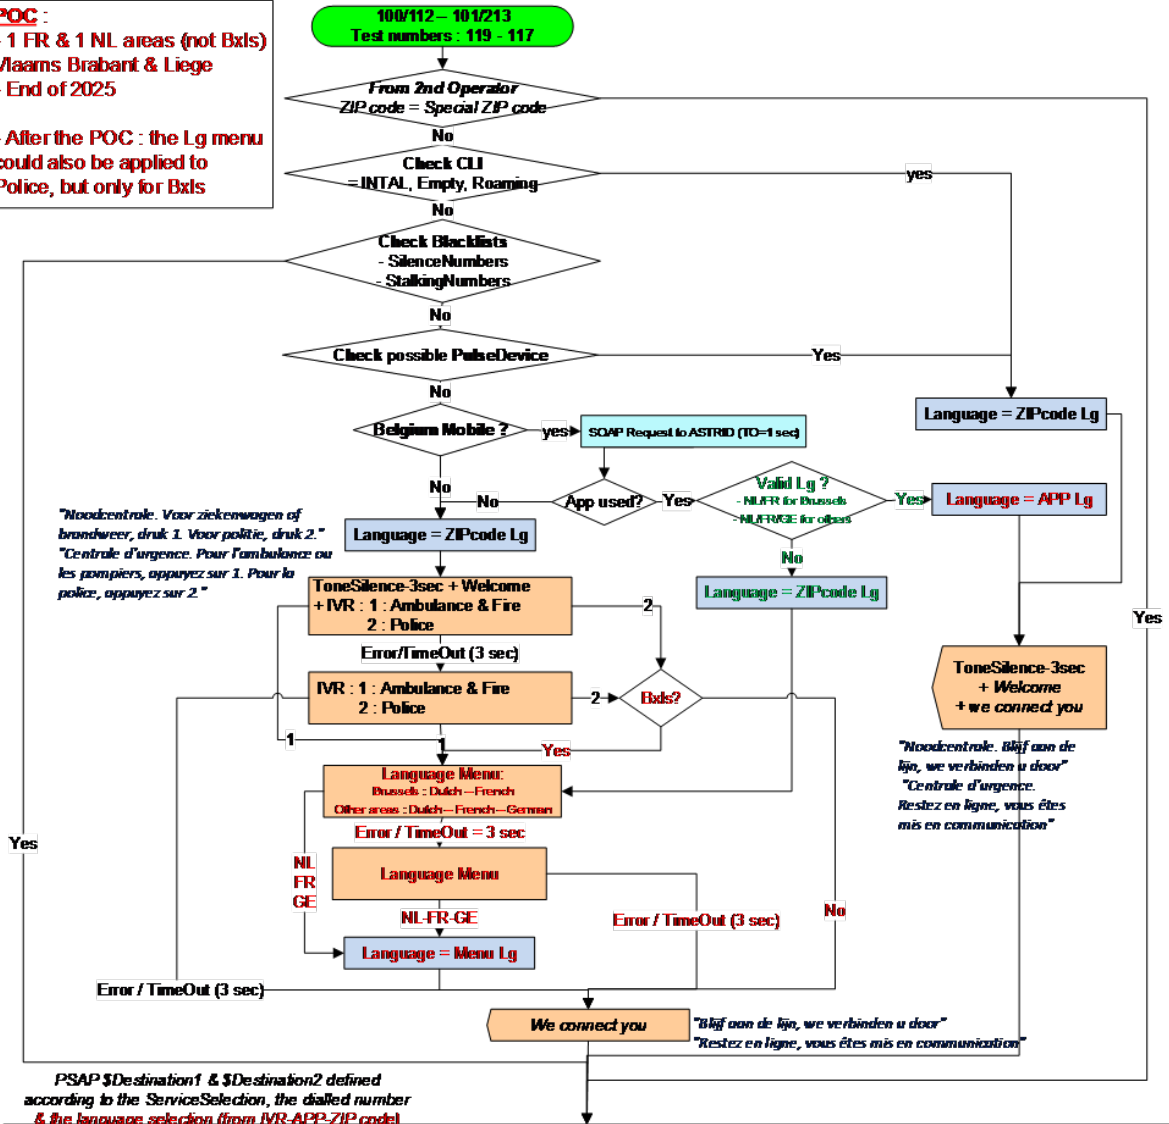 POC :
- 1 FR & 1 NL areas (not Bxls)
Vlaams Brabant & Liege
- End of 2025
- After the POC : the Lg menu
could also be applied to
Police, but only for Bxls
100/112 – 101/213
Test numbers : 119 - 117
From 2nd Operator
ZIP code = Special ZIP code
No
Check CLI
= INTAL, Empty, Roaming
yes
No
Check Blacklists
- SilenceNumbers
- StalkingNumbers
No
Check possible PulseDevice
Yes
No
Language = ZIPcode Lg
Belgium Mobile ?
yes
SOAP Request to ASTRID (TO=1 sec)
No
No
App used?
Yes
Valid Lg ?
- NL/FR for Brussels
- NL/FR/GE for others
Yes
Language = APP Lg
No
"Noodcentrale. Voor ziekenwagen of
brandweer, druk 1. Voor politie, druk 2."
"Centrale d'urgence. Pour l'ambulance ou
les pompiers, appuyez sur 1. Pour la
police, appuyez sur 2."
Language = ZIPcode Lg
Language = ZIPcode Lg
ToneSilence-3sec + Welcome
+ IVR : 1 : Ambulance & Fire
2 : Police
2
Yes
Error/TimeOut (3 sec)
IVR : 1 : Ambulance & Fire
2 : Police
2
Bxls?
ToneSilence-3sec
+ Welcome
+ we connect you
1
1
Yes
"Noodcentrale. Blijf aan de
lijn, we verbinden u door"
"Centrale d'urgence.
Restez en ligne, vous êtes
mis en communication"
Language Menu:
Brussels : Dutch – French
Other areas : Dutch – French – German
Error / TimeOut = 3 sec
Yes
NL
FR
GE
Language Menu
NL-FR-GE
Error / TimeOut (3 sec)
No
Language = Menu Lg
Error / TimeOut (3 sec)
We connect you
"Blijf aan de lijn, we verbinden u door"
"Restez en ligne, vous êtes mis en communication"
PSAP $Destination1 & $Destination2 defined
according to the ServiceSelection, the dialled number
& the language selection (from IVR-APP-ZIP code)